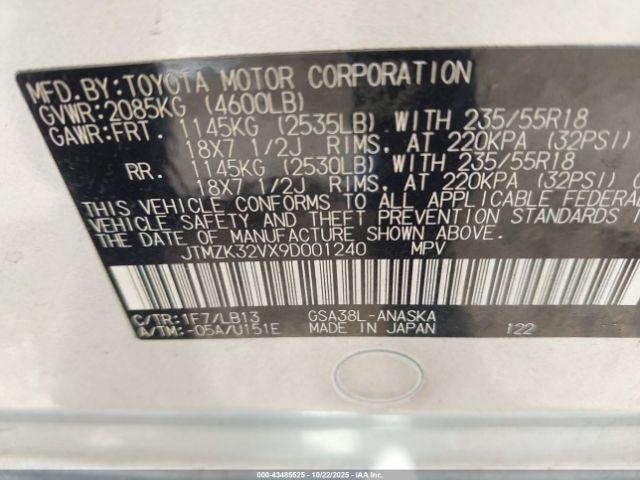 MFD.BY:TOYOTA MOTOR CORPORATION
GVWR:2085KG (4600LB)
GAWR:FRT. 1145KG (2535LB) WITH 235/55R18
18X7 1/2J RIMS, AT 220KPA (32PSI)
RR. 1145KG (2530LB) WITH 235/55R18
18X7 1/2J RIMS, AT 220KPA (32PSI) (
THIS VEHICLE CONFORMS TO ALL APPLICABLE FEDERAL
VEHICLE SAFETY AND THEFT PREVENTION STANDARDS
THE DATE OF MANUFACTURE SHOWN ABOVE.
JTMZK32VX9D001240 MPV
C/TR:1F7/LB13 GSA38L-ANASKA
A/TM:-05A/U151E MADE IN JAPAN 122
000-43485525 - 10/22/2025 - IAA Inc.